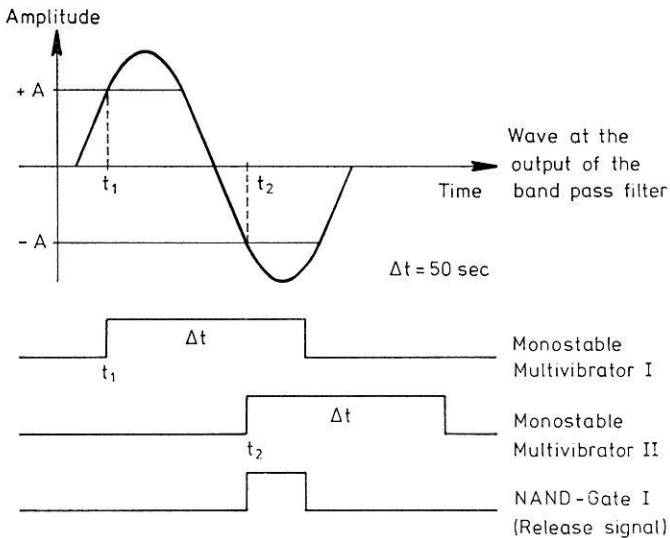 Amplitude
+ A
t1
t2
Time
Wave at the
output of the
band pass filter
- A
Δt = 50 sec
Δt
t1
Monostable
Multivibrator I
Δt
t2
Monostable
Multivibrator II
NAND-Gate I
(Release signal)